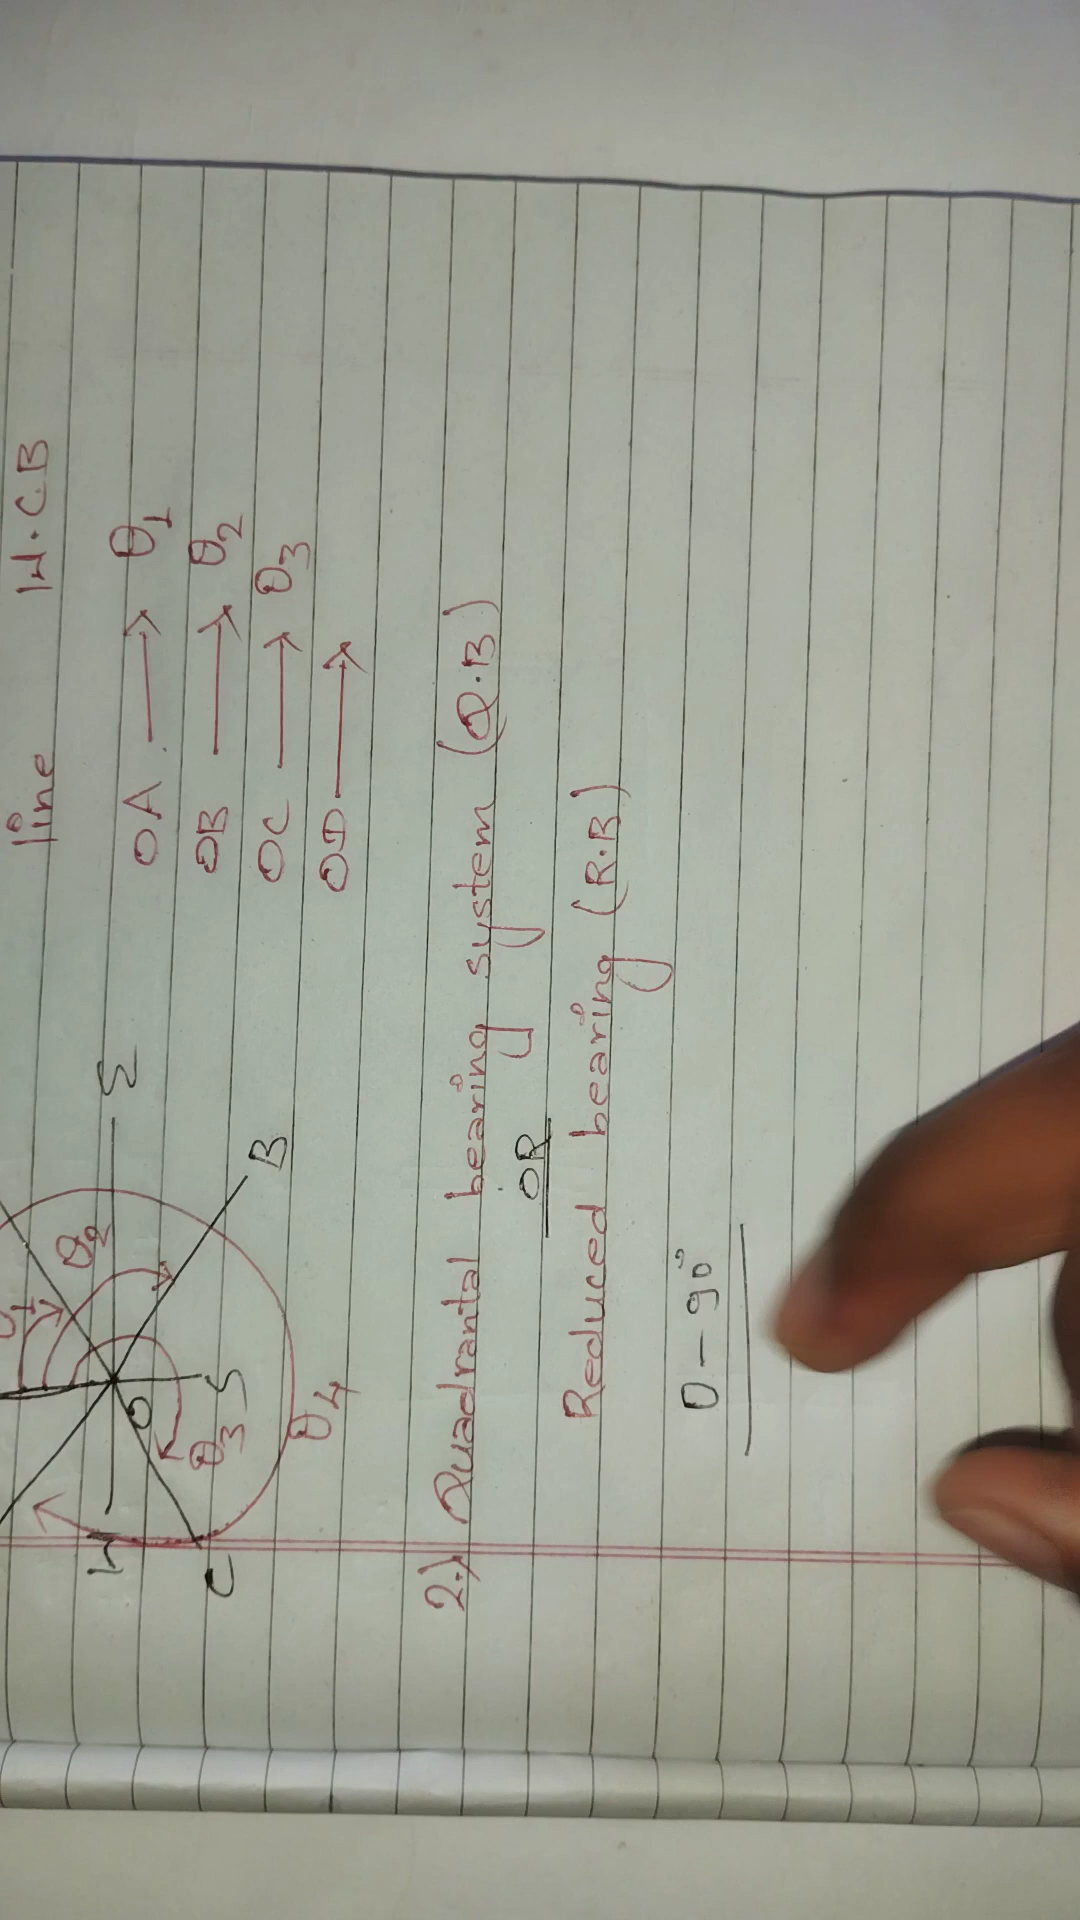 line W.C.B
θ1
θ2
E
OA → θ1
OB → θ2
B
OC → θ3
OD →
W
O
S
θ3
C
θ4
2.) Quadrantal bearing system (Q.B)
OR
Reduced bearing (R.B)
0 - 90°